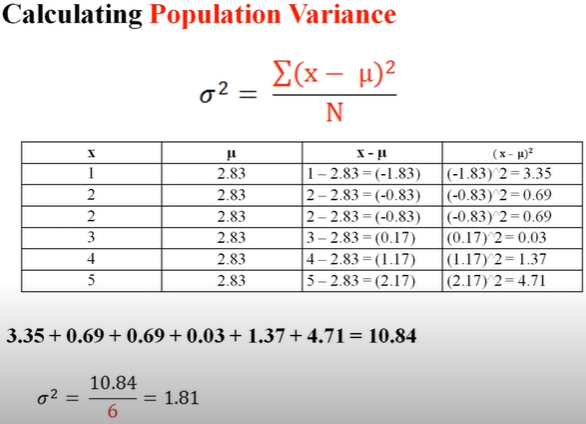 Calculating Population Variance
σ² = ∑(x – μ)² / N
x μ x - μ (x - μ)²
1 2.83 1 – 2.83 = (-1.83) (-1.83)^2 = 3.35
2 2.83 2 – 2.83 = (-0.83) (-0.83)^2 = 0.69
2 2.83 2 – 2.83 = (-0.83) (-0.83)^2 = 0.69
3 2.83 3 – 2.83 = (0.17) (0.17)^2 = 0.03
4 2.83 4 – 2.83 = (1.17) (1.17)^2 = 1.37
5 2.83 5 – 2.83 = (2.17) (2.17)^2 = 4.71
3.35 + 0.69 + 0.69 + 0.03 + 1.37 + 4.71 = 10.84
σ² = 10.84 / 6 = 1.81